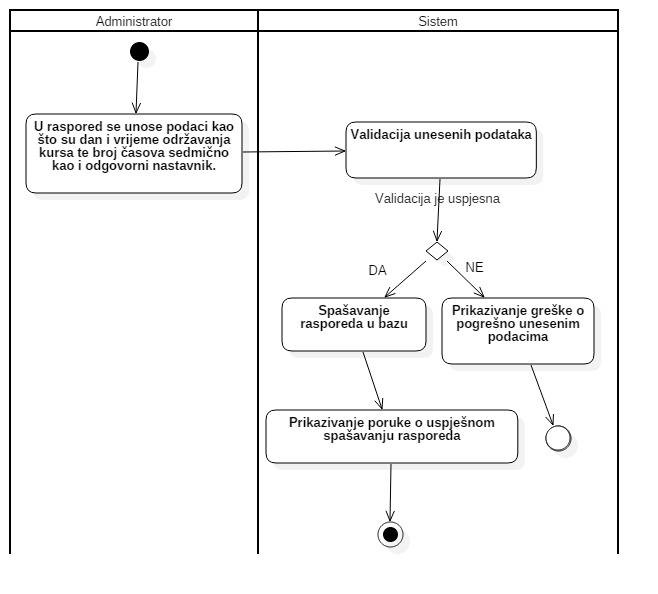 Administrator
Sistem
U raspored se unose podaci kao
što su dan i vrijeme održavanja
kursa te broj časova sedmično
kao i odgovorni nastavnik.
Validacija unesenih podataka
Validacija je uspjesna
DA
NE
Spašavanje
rasporeda u bazu
Prikazivanje greške o
pogrešno unesenim
podacima
Prikazivanje poruke o uspješnom
spašavanju rasporeda